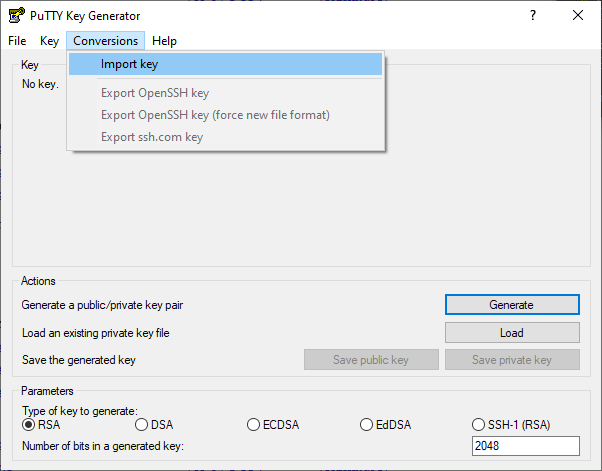 PuTTY Key Generator
?
File Key Conversions Help
Import key
Export OpenSSH key
Export OpenSSH key (force new file format)
Export ssh.com key
Key
No key.
Actions
Generate a public/private key pair
Generate
Load an existing private key file
Load
Save the generated key
Save public key
Save private key
Parameters
Type of key to generate:
RSA DSA ECDSA EdDSA SSH-1 (RSA)
Number of bits in a generated key:
2048